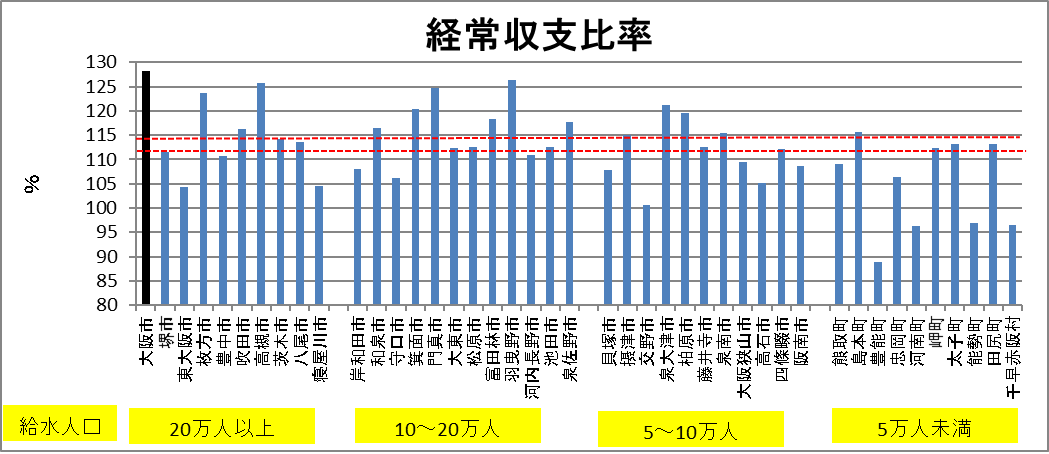 経常収支比率
%
130
125
120
115
110
105
100
95
90
85
80
大阪市
堺市
東大阪市
枚方市
豊中市
吹田市
高槻市
茨木市
八尾市
寝屋川市
岸和田市
和泉市
守口市
箕面市
門真市
大東市
松原市
富田林市
羽曳野市
河内長野市
池田市
泉佐野市
貝塚市
摂津市
交野市
泉大津市
柏原市
藤井寺市
泉南市
大阪狭山市
高石市
四條畷市
阪南市
熊取町
島本町
豊能町
忠岡町
河南町
岬町
太子町
能勢町
田尻町
千早赤阪村
給水人口
20万人以上
10～20万人
5～10万人
5万人未満